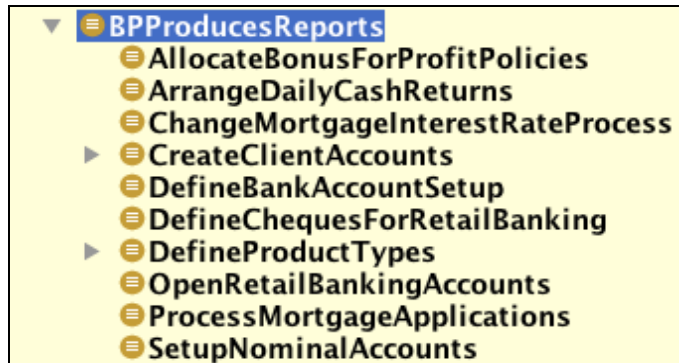 BPProducesReports
AllocateBonusForProfitPolicies
ArrangeDailyCashReturns
ChangeMortgageInterestRateProcess
CreateClientAccounts
DefineBankAccountSetup
DefineChequesForRetailBanking
DefineProductTypes
OpenRetailBankingAccounts
ProcessMortgageApplications
SetupNominalAccounts